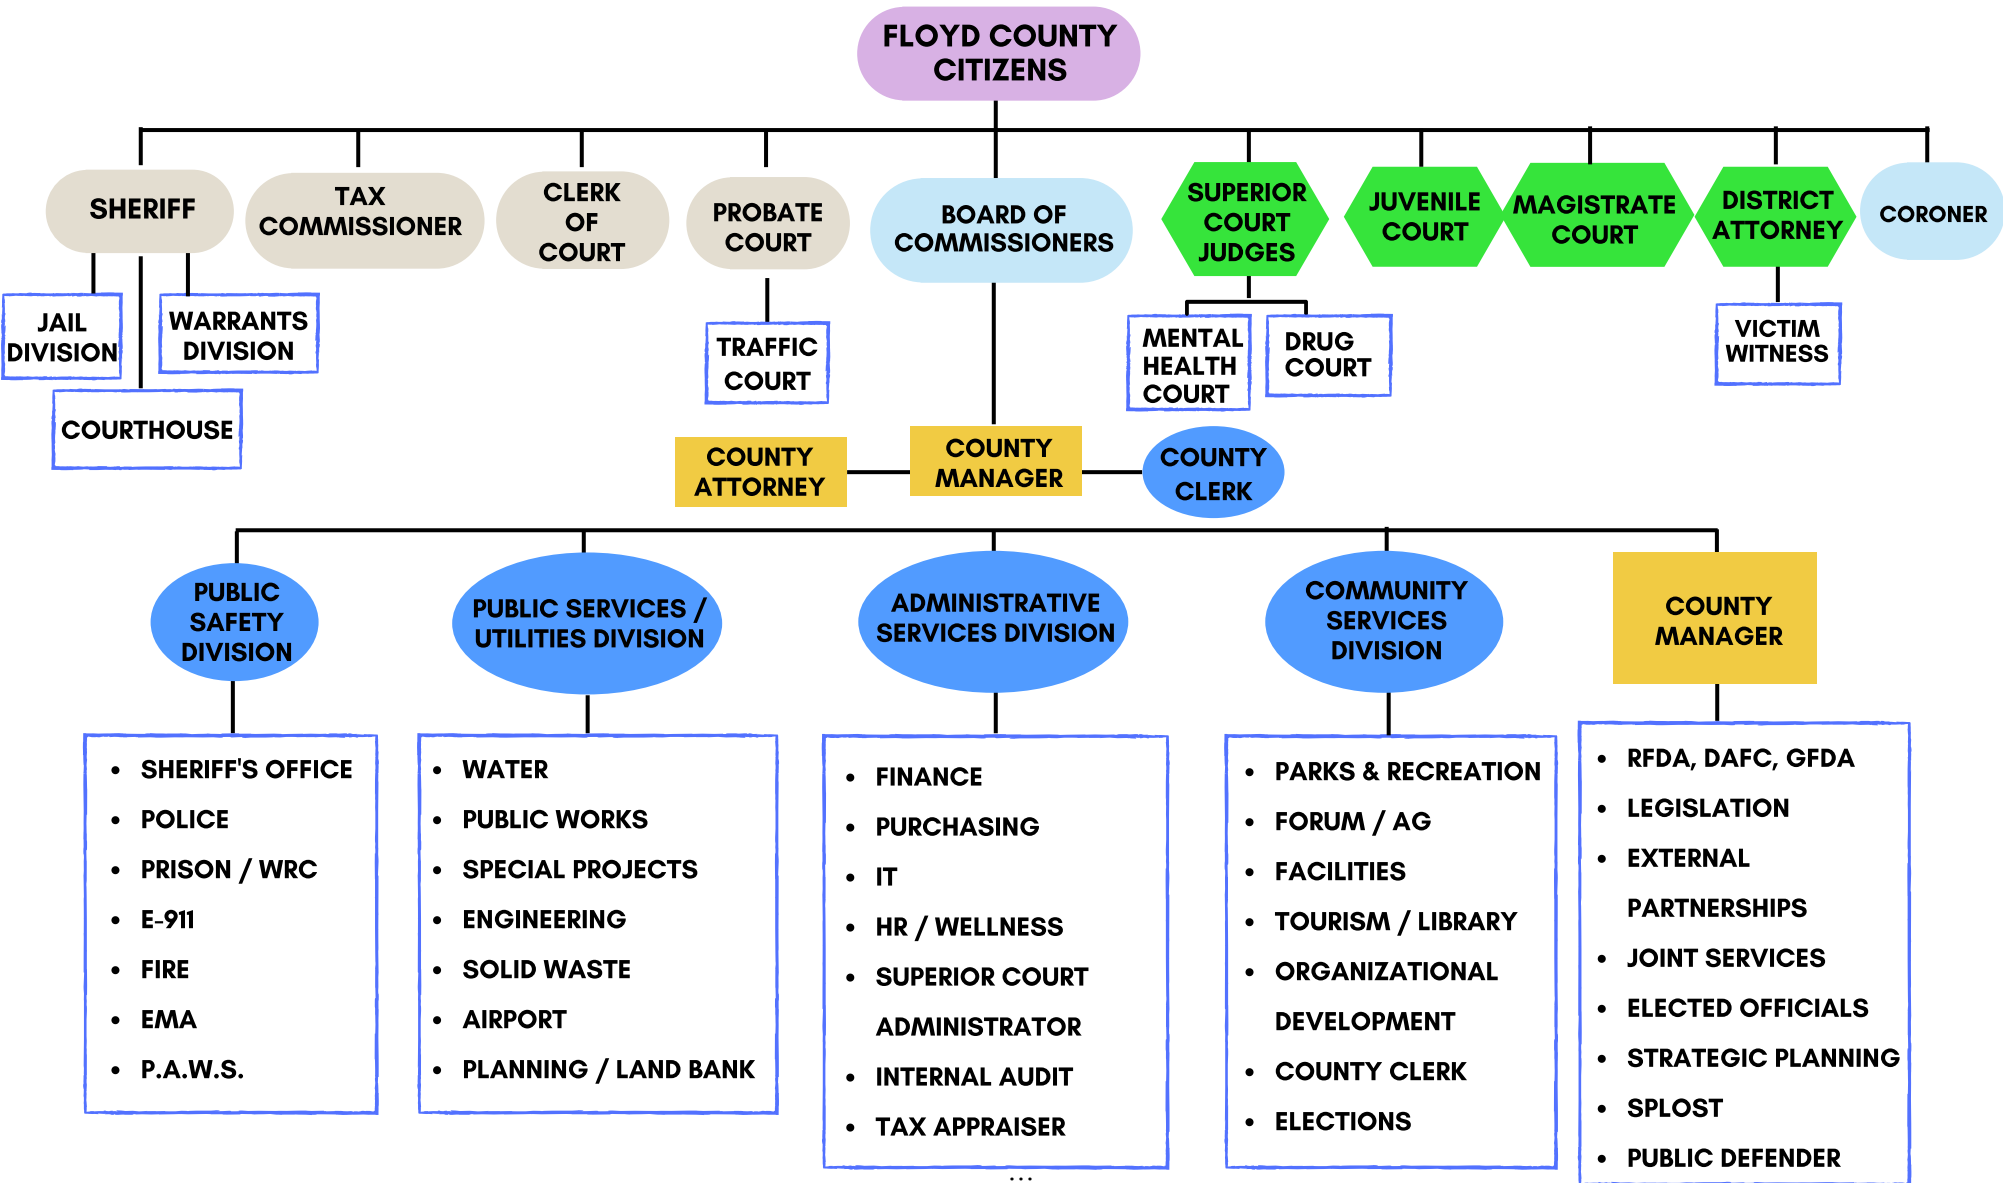 FLOYD COUNTY
CITIZENS
SHERIFF
TAX
COMMISSIONER
CLERK
OF
COURT
PROBATE
COURT
BOARD OF
COMMISSIONERS
SUPERIOR
COURT
JUDGES
JUVENILE
COURT
MAGISTRATE
COURT
DISTRICT
ATTORNEY
CORONER
JAIL
DIVISION
WARRANTS
DIVISION
COURTHOUSE
TRAFFIC
COURT
MENTAL
HEALTH
COURT
DRUG
COURT
VICTIM
WITNESS
COUNTY
ATTORNEY
COUNTY
MANAGER
COUNTY
CLERK
PUBLIC
SAFETY
DIVISION
PUBLIC SERVICES /
UTILITIES DIVISION
ADMINISTRATIVE
SERVICES DIVISION
COMMUNITY
SERVICES
DIVISION
COUNTY
MANAGER
• SHERIFF'S OFFICE
• POLICE
• PRISON / WRC
• E-911
• FIRE
• EMA
• P.A.W.S.
• WATER
• PUBLIC WORKS
• SPECIAL PROJECTS
• ENGINEERING
• SOLID WASTE
• AIRPORT
• PLANNING / LAND BANK
• FINANCE
• PURCHASING
• IT
• HR / WELLNESS
• SUPERIOR COURT
ADMINISTRATOR
• INTERNAL AUDIT
• TAX APPRAISER
...
• PARKS & RECREATION
• FORUM / AG
• FACILITIES
• TOURISM / LIBRARY
• ORGANIZATIONAL
DEVELOPMENT
• COUNTY CLERK
• ELECTIONS
• RFDA, DAFC, GFDA
• LEGISLATION
• EXTERNAL
PARTNERSHIPS
• JOINT SERVICES
• ELECTED OFFICIALS
• STRATEGIC PLANNING
• SPLOST
• PUBLIC DEFENDER